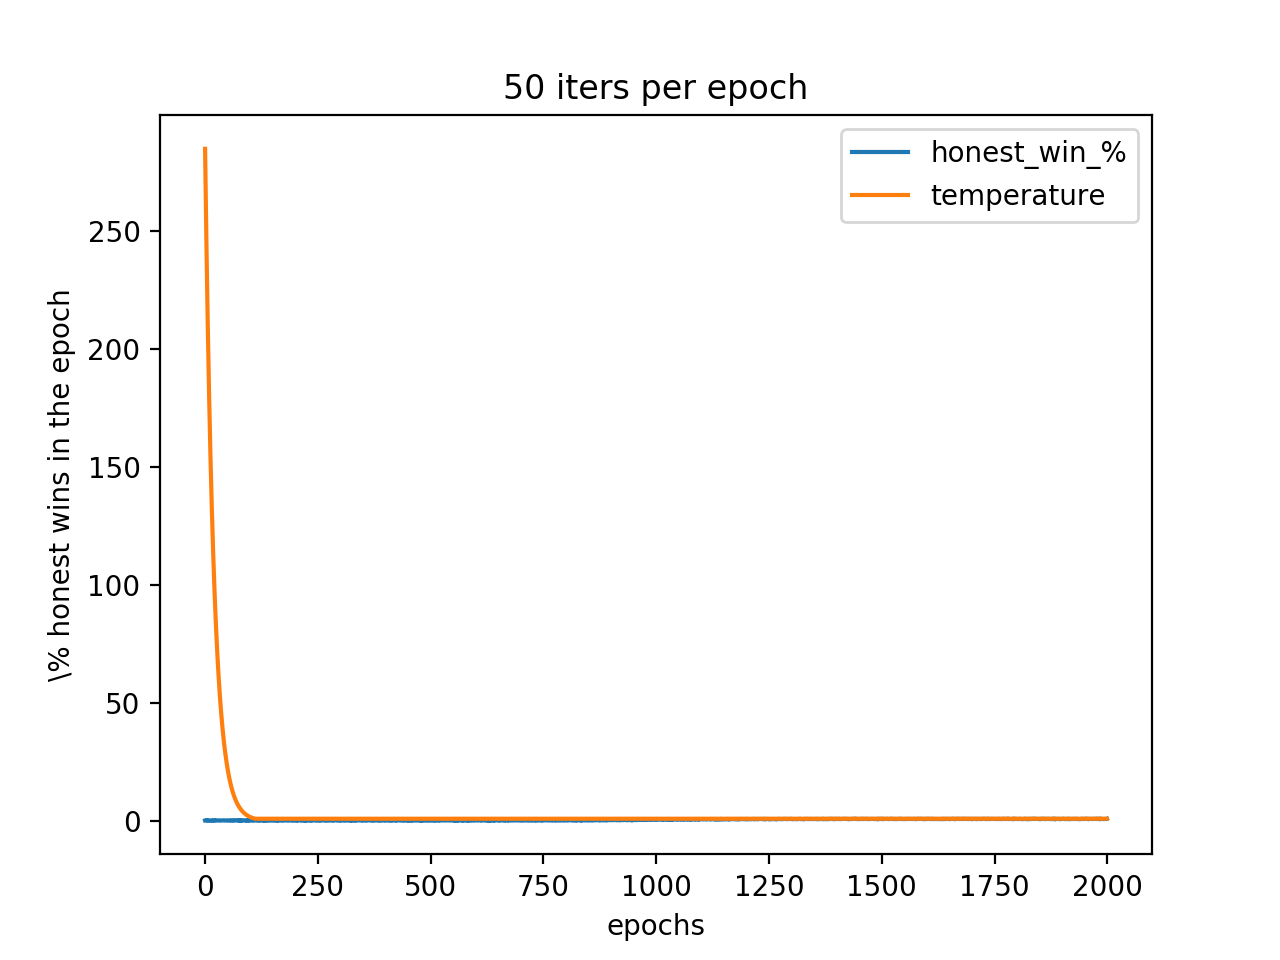 50 iters per epoch
honest_win_%
temperature
\% honest wins in the epoch
250
200
150
100
50
0
0 250 500 750 1000 1250 1500 1750 2000
epochs